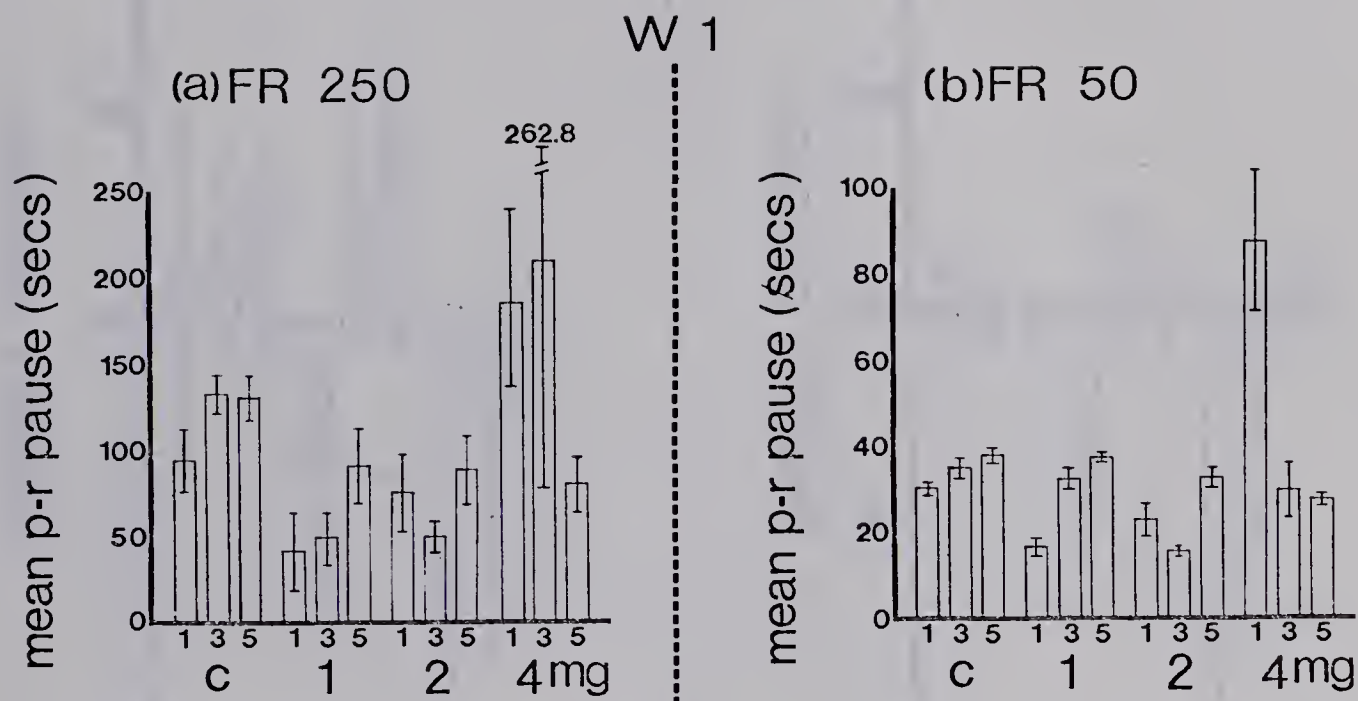 W 1
(a) FR 250
262.8
mean p-r pause (secs)
250
200
150
100
50
0
1 3 5 1 3 5 1 3 5 1 3 5
c 1 2 4mg
(b) FR 50
mean p-r pause (secs)
100
80
60
40
20
0
1 3 5 1 3 5 1 3 5 1 3 5
c 1 2 4mg